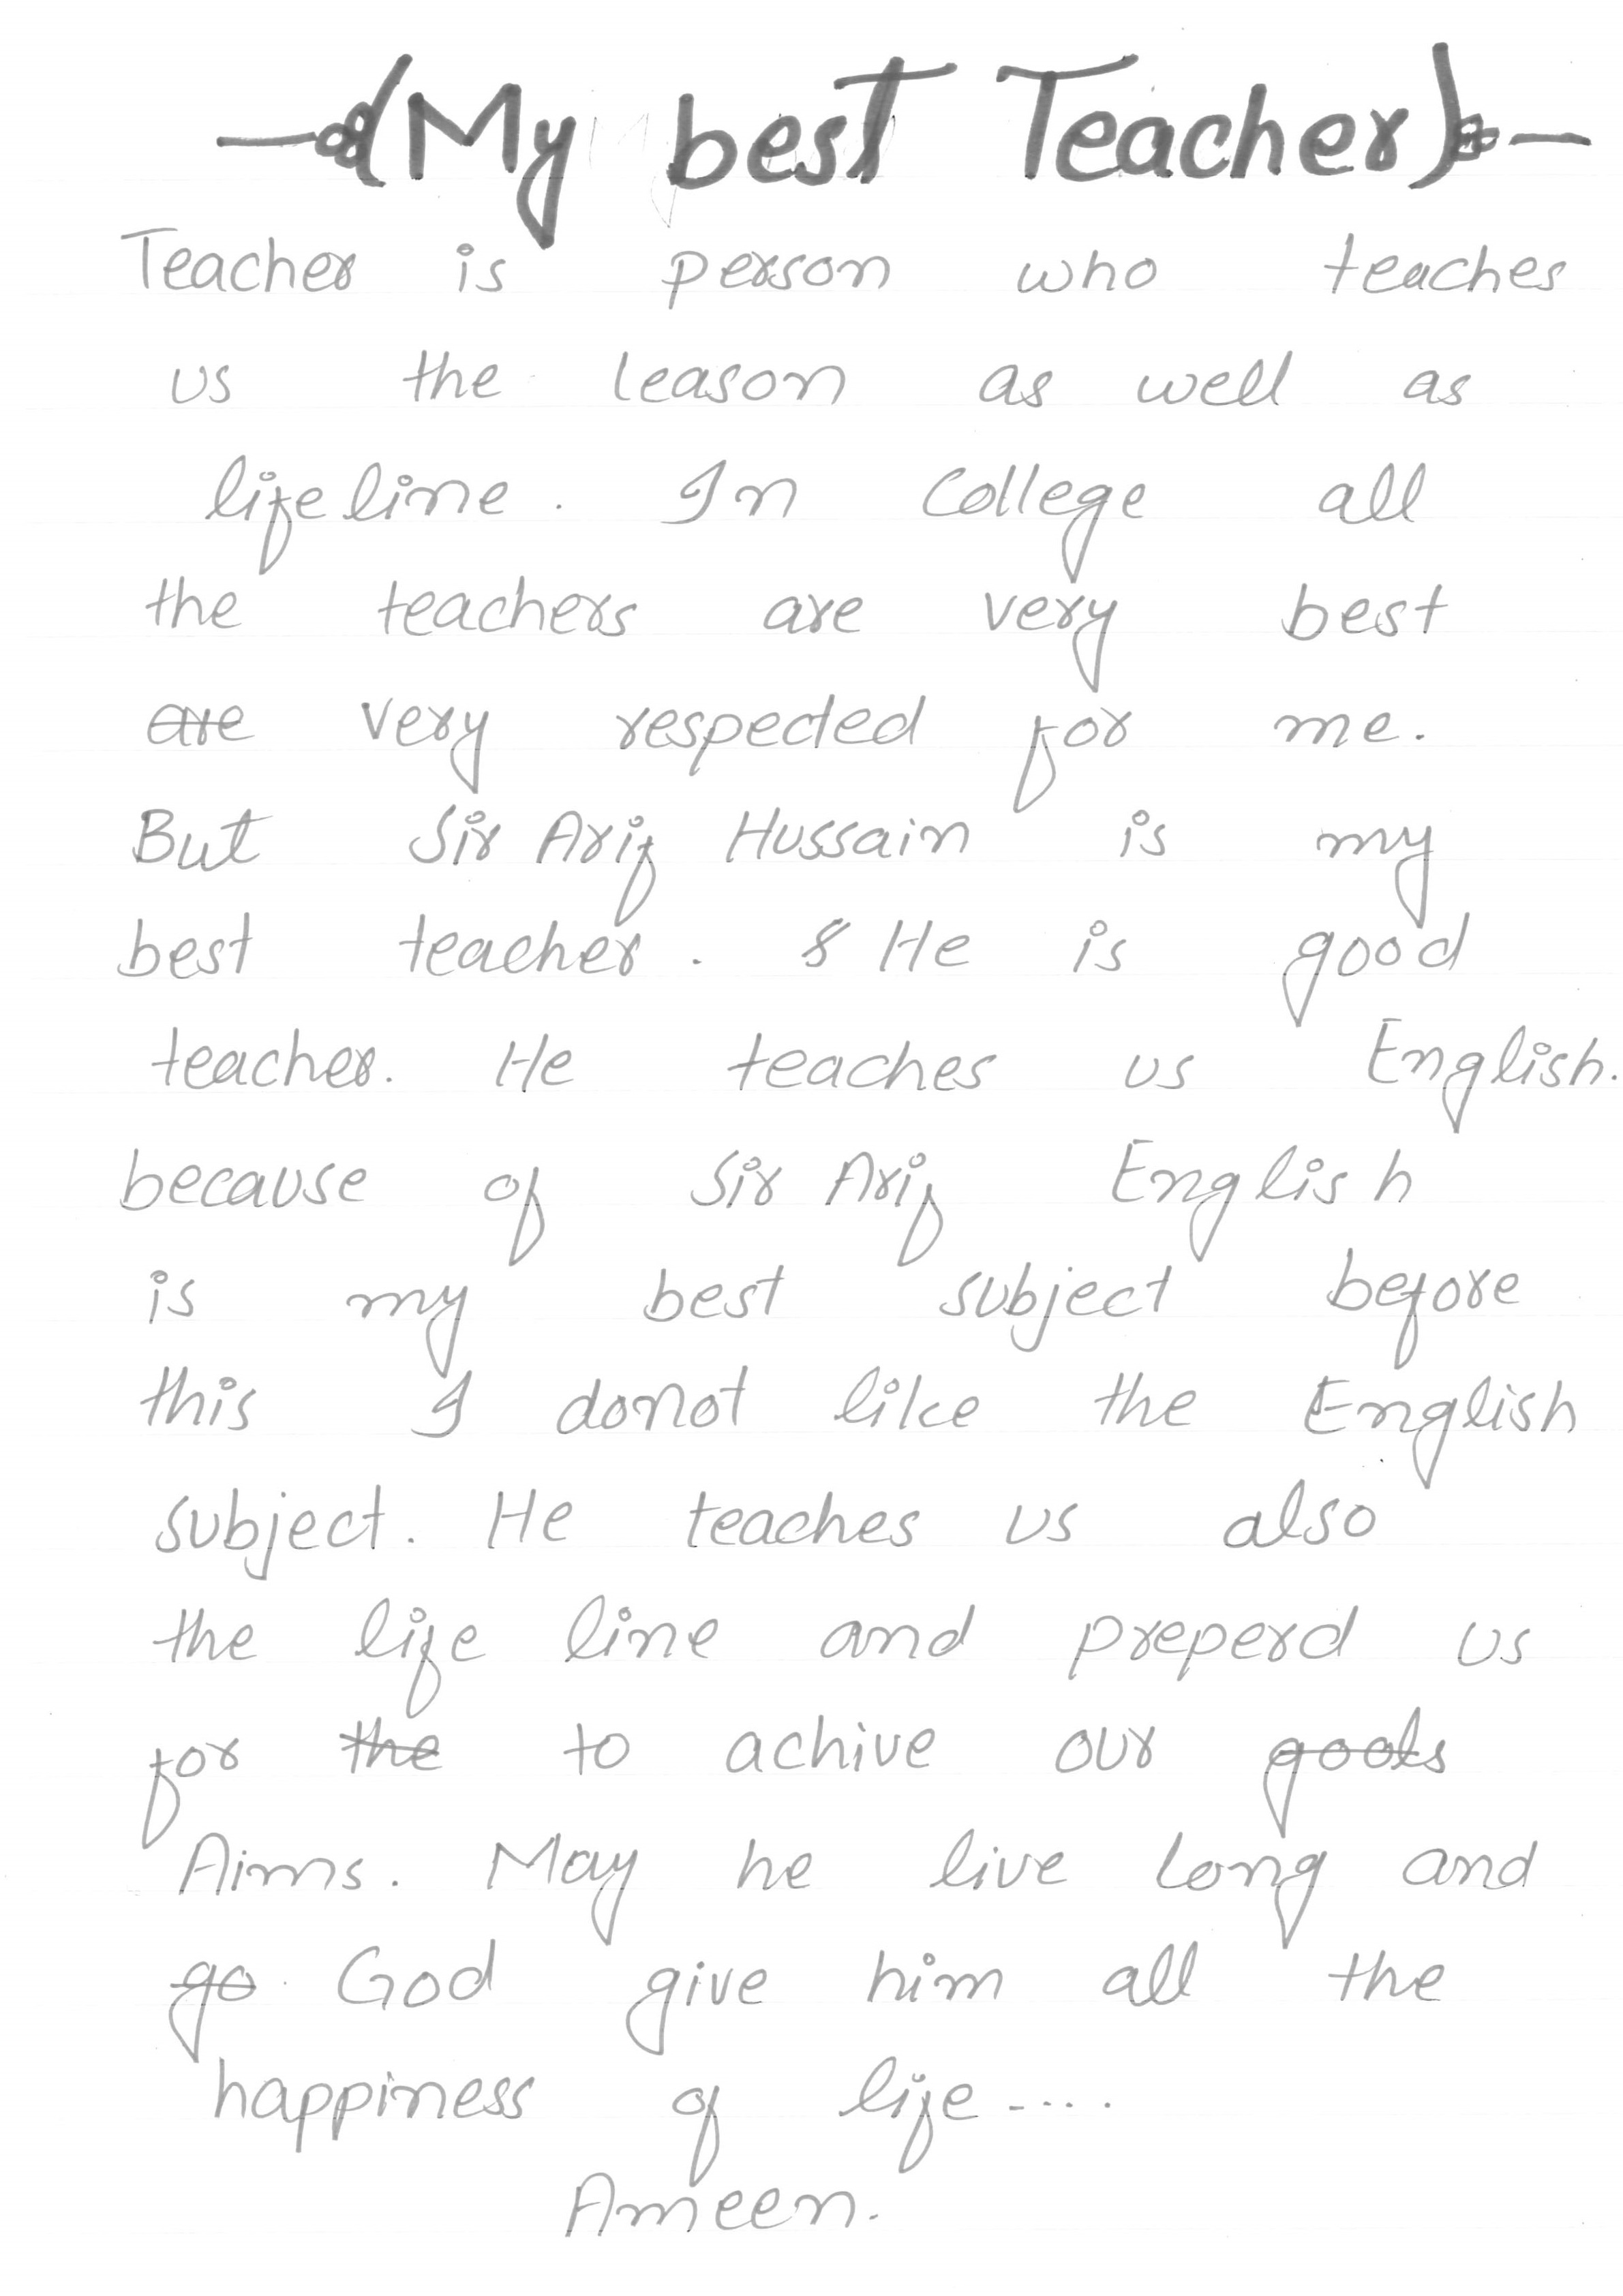 (My best Teacher)
Teacher is person who teaches
us the leason as well as
lifeline. In College all
the teachers are very best
are very respected for me.
But Sir Arif Hussain is my
best teacher. He is good
teacher. He teaches us English.
because of Sir Arif English
is my best subject before
this I donot like the English
subject. He teaches us also
the life line and preperd us
for the to achive our goals
Aims. May he live long and
go God give him all the
happiness of life....
Ameen.